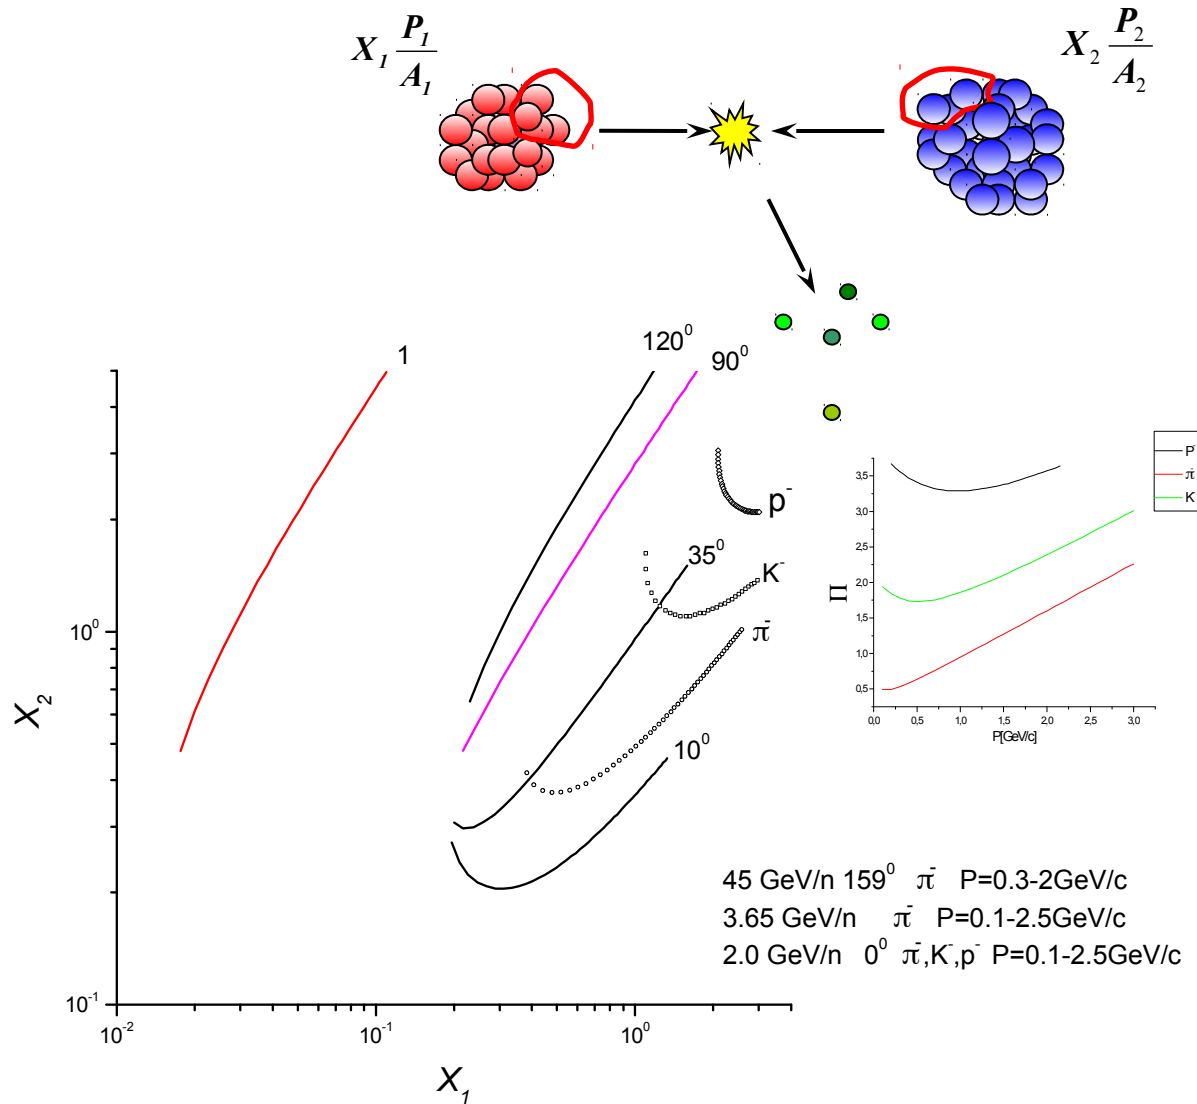 X₁ P₁/A₁
X₂ P₂/A₂
1
120⁰
90⁰
p⁻
35⁰
K⁻
π⁻
10⁰
X₂
10⁰
10⁻¹
10⁻²
10⁻¹
10⁰
X₁
P⁻
π⁻
K
3,5
3,0
2,5
2,0
1,5
1,0
0,5
П
0,0 0,5 1,0 1,5 2,0 2,5 3,0
P[GeV/c]
45 GeV/n 159⁰ π⁻ P=0.3-2GeV/c
3.65 GeV/n π⁻ P=0.1-2.5GeV/c
2.0 GeV/n 0⁰ π⁻,K⁻,p⁻ P=0.1-2.5GeV/c